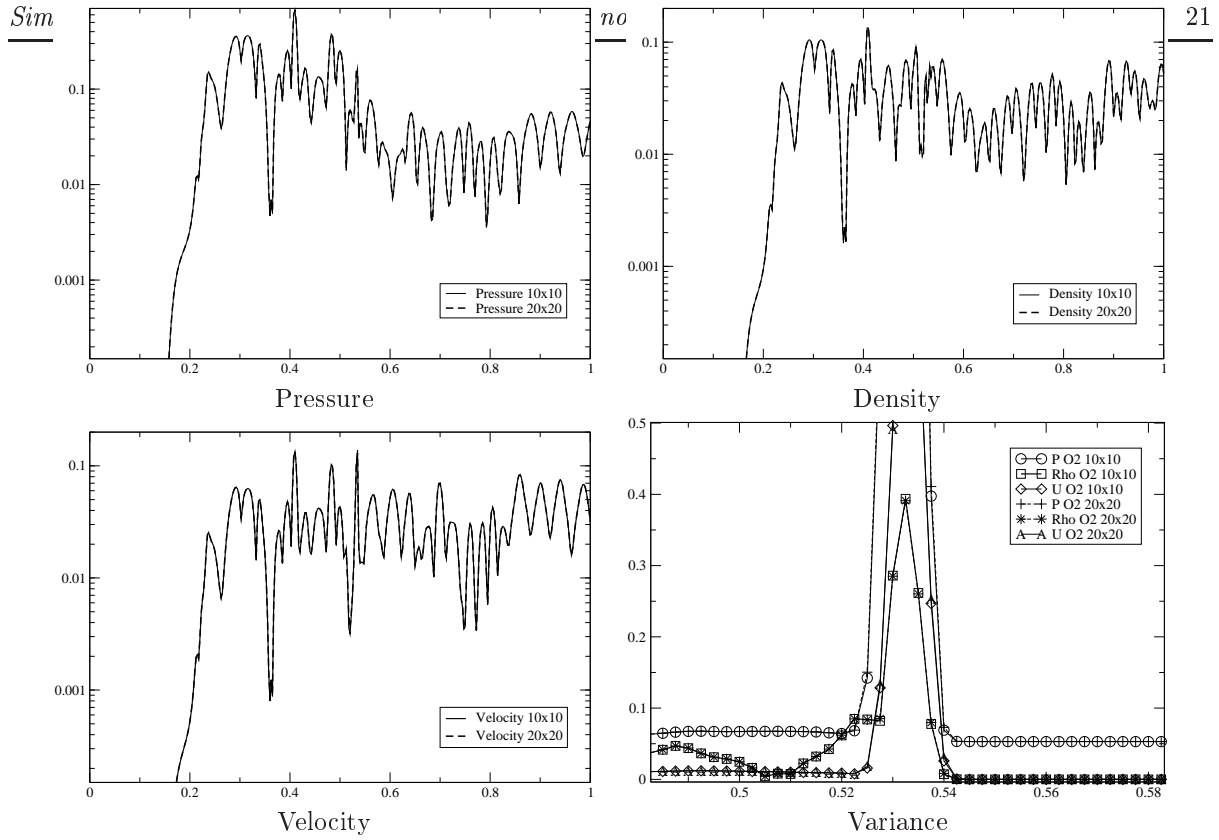 Sim
no
21
0.1
0.01
0.001
0
0.2
0.4
0.6
0.8
1
Pressure 10x10
Pressure 20x20
Pressure
0.1
0.01
0.001
0
0.2
0.4
0.6
0.8
1
Density 10x10
Density 20x20
Density
0.1
0.01
0.001
0
0.2
0.4
0.6
0.8
1
Velocity 10x10
Velocity 20x20
Velocity
0.5
0.4
0.3
0.2
0.1
0
0.5
0.52
0.54
0.56
0.58
P O2 10x10
Rho O2 10x10
U O2 10x10
P O2 20x20
Rho O2 20x20
A A U O2 20x20
Variance